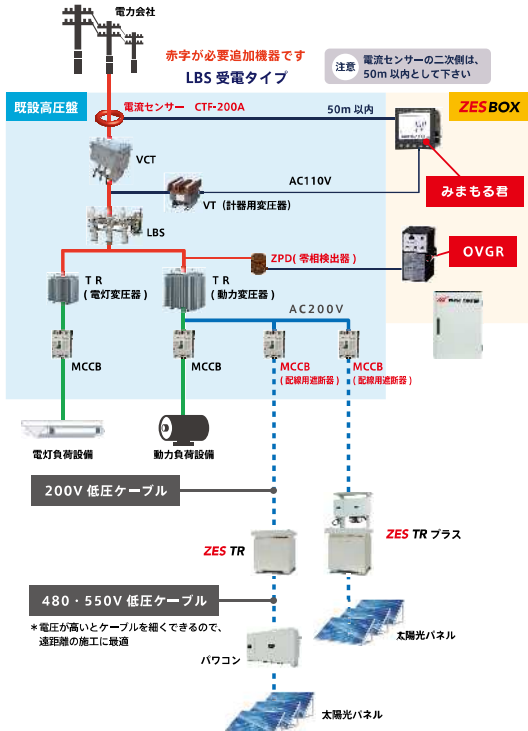 電力会社
赤字が必要追加機器です
LBS 受電タイプ
注意
電流センサーの二次側は、
50m 以内として下さい
既設高圧盤
電流センサー CTF-200A
50m 以内
ZES BOX
VCT
みまもる君
AC110V
VT（計器用変圧器）
LBS
ZPD( 零相検出器 )
OVGR
T R
( 電灯変圧器 )
T R
( 動力変圧器 )
AC200V
MCCB
MCCB
MCCB
( 配線用遮断器 )
MCCB
( 配線用遮断器 )
電灯負荷設備
動力負荷設備
200V 低圧ケーブル
ZES TR
ZES TR プラス
480・550V 低圧ケーブル
＊電圧が高いとケーブルを細くできるので、
遠距離の施工に最適
パワコン
太陽光パネル
太陽光パネル